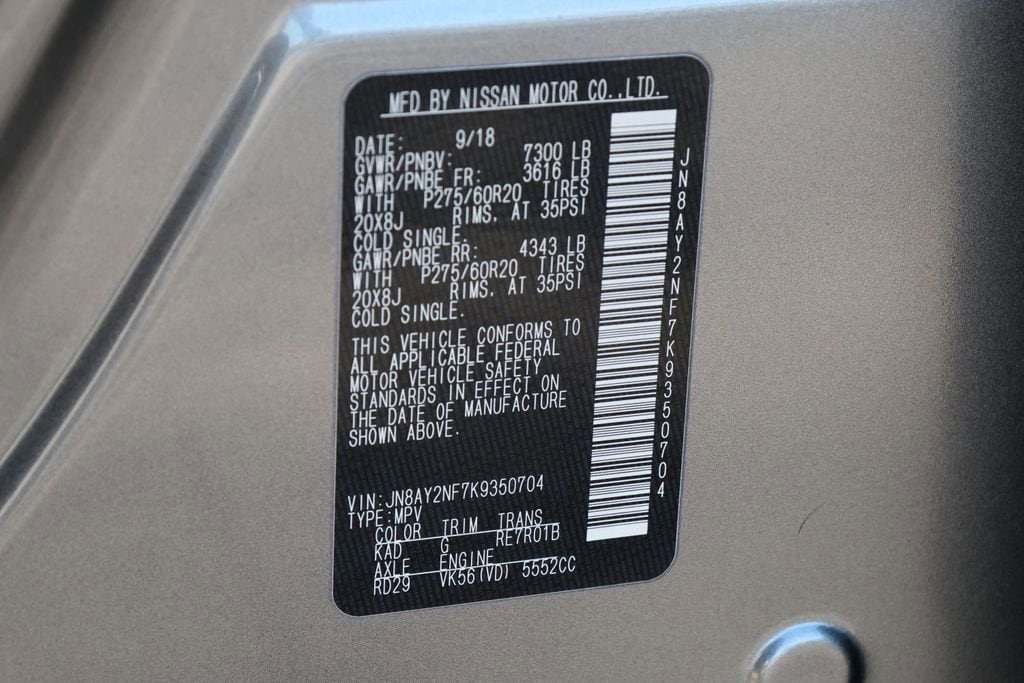 MFD BY NISSAN MOTOR CO.,LTD.
DATE: 9/18
GVWR/PNBV: 7300 LB
GAWR/PNBE FR: 3616 LB
WITH P275/60R20 TIRES
20X8J RIMS, AT 35PSI
COLD SINGLE.
GAWR/PNBE RR: 4343 LB
WITH P275/60R20 TIRES
20X8J RIMS, AT 35PSI
COLD SINGLE.
THIS VEHICLE CONFORMS TO
ALL APPLICABLE FEDERAL
MOTOR VEHICLE SAFETY
STANDARDS IN EFFECT ON
THE DATE OF MANUFACTURE
SHOWN ABOVE.
VIN:JN8AY2NF7K9350704
TYPE:MPV
COLOR TRIM TRANS
KAD G RE7R01B
AXLE ENGINE
RD29 VK56(VD) 5552CC
JN8AY2NF7K9350704